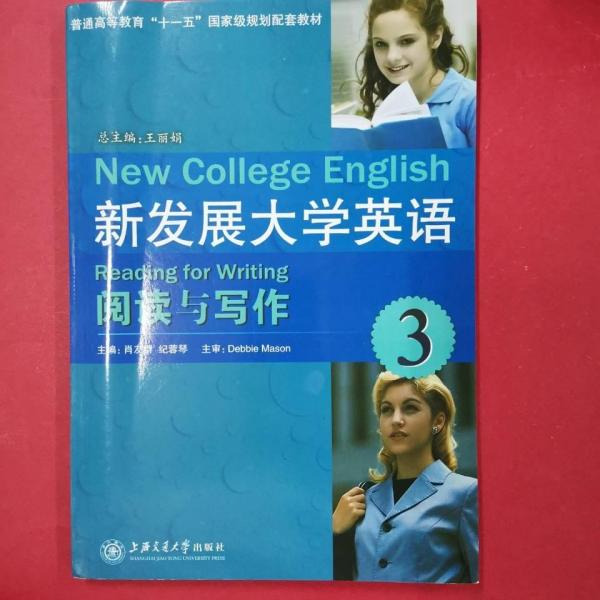 普通高等教育“十一五”国家级规划配套教材
总主编:王丽娟
New College English
新发展大学英语
Reading for Writing
阅读与写作
3
主编:肖友群 纪蓉琴 主审:Debbie Mason
上海交通大学出版社
SHANGHAI JIAO TONG UNIVERSITY PRESS